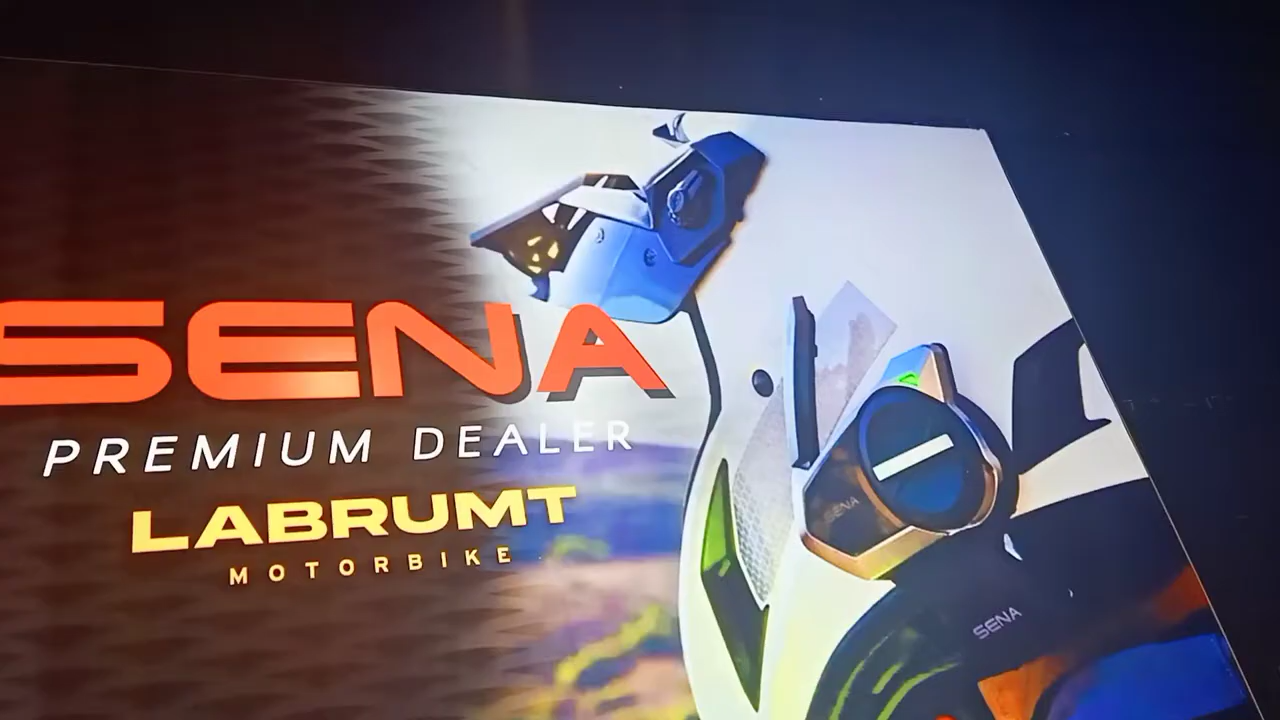 SENA
PREMIUM DEALER
LABRUMT
MOTORBIKE
SENA
SENA